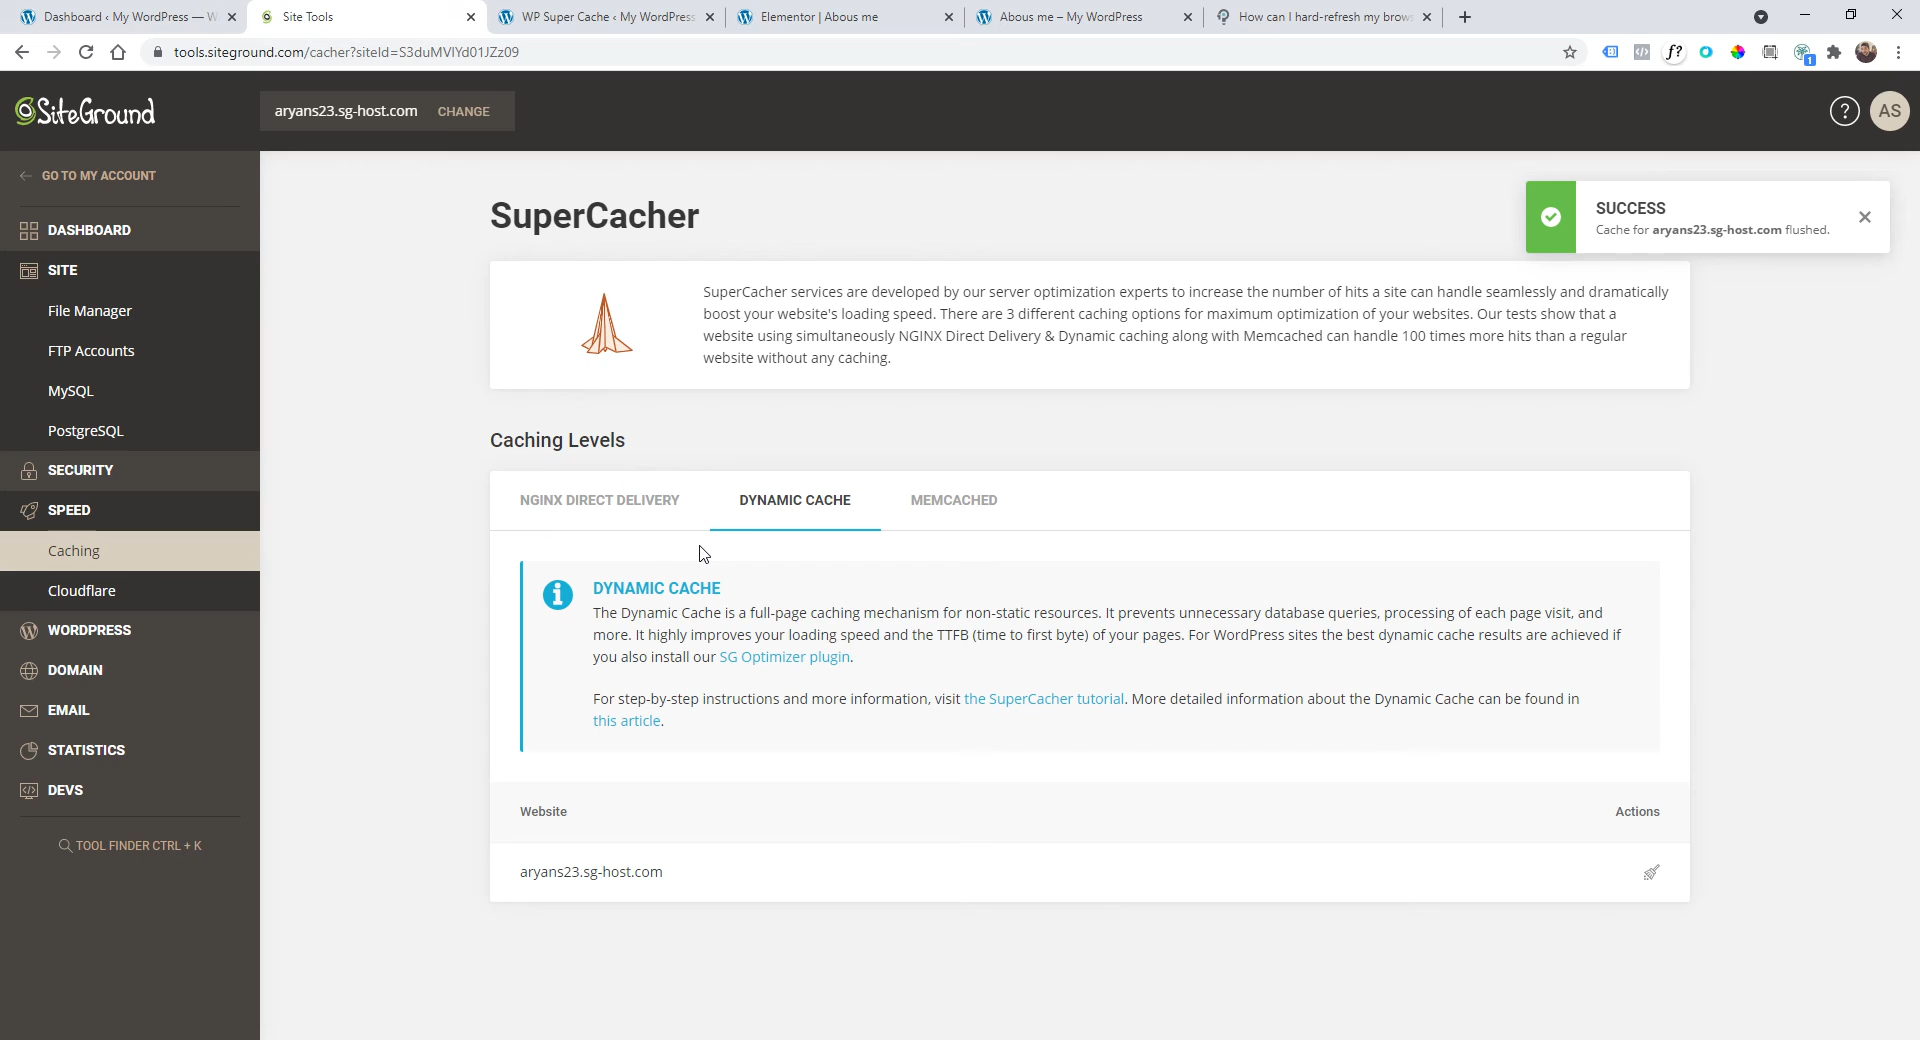 Dashboard ‹ My WordPress — W
Site Tools
WP Super Cache ‹ My WordPress
Elementor | Abous me
Abous me – My WordPress
How can I hard-refresh my brows
tools.siteground.com/cacher?siteId=S3duMVlYd01JZz09
f?
1
SiteGround
aryans23.sg-host.com CHANGE
?
AS
GO TO MY ACCOUNT
DASHBOARD
SITE
File Manager
FTP Accounts
MySQL
PostgreSQL
SECURITY
SPEED
Caching
Cloudflare
WORDPRESS
DOMAIN
EMAIL
STATISTICS
DEVS
TOOL FINDER CTRL + K
SuperCacher
SUCCESS
Cache for aryans23.sg-host.com flushed.
SuperCacher services are developed by our server optimization experts to increase the number of hits a site can handle seamlessly and dramatically
boost your website's loading speed. There are 3 different caching options for maximum optimization of your websites. Our tests show that a
website using simultaneously NGINX Direct Delivery & Dynamic caching along with Memcached can handle 100 times more hits than a regular
website without any caching.
Caching Levels
NGINX DIRECT DELIVERY
DYNAMIC CACHE
MEMCACHED
DYNAMIC CACHE
The Dynamic Cache is a full-page caching mechanism for non-static resources. It prevents unnecessary database queries, processing of each page visit, and
more. It highly improves your loading speed and the TTFB (time to first byte) of your pages. For WordPress sites the best dynamic cache results are achieved if
you also install our SG Optimizer plugin.
For step-by-step instructions and more information, visit the SuperCacher tutorial. More detailed information about the Dynamic Cache can be found in
this article.
Website
Actions
aryans23.sg-host.com